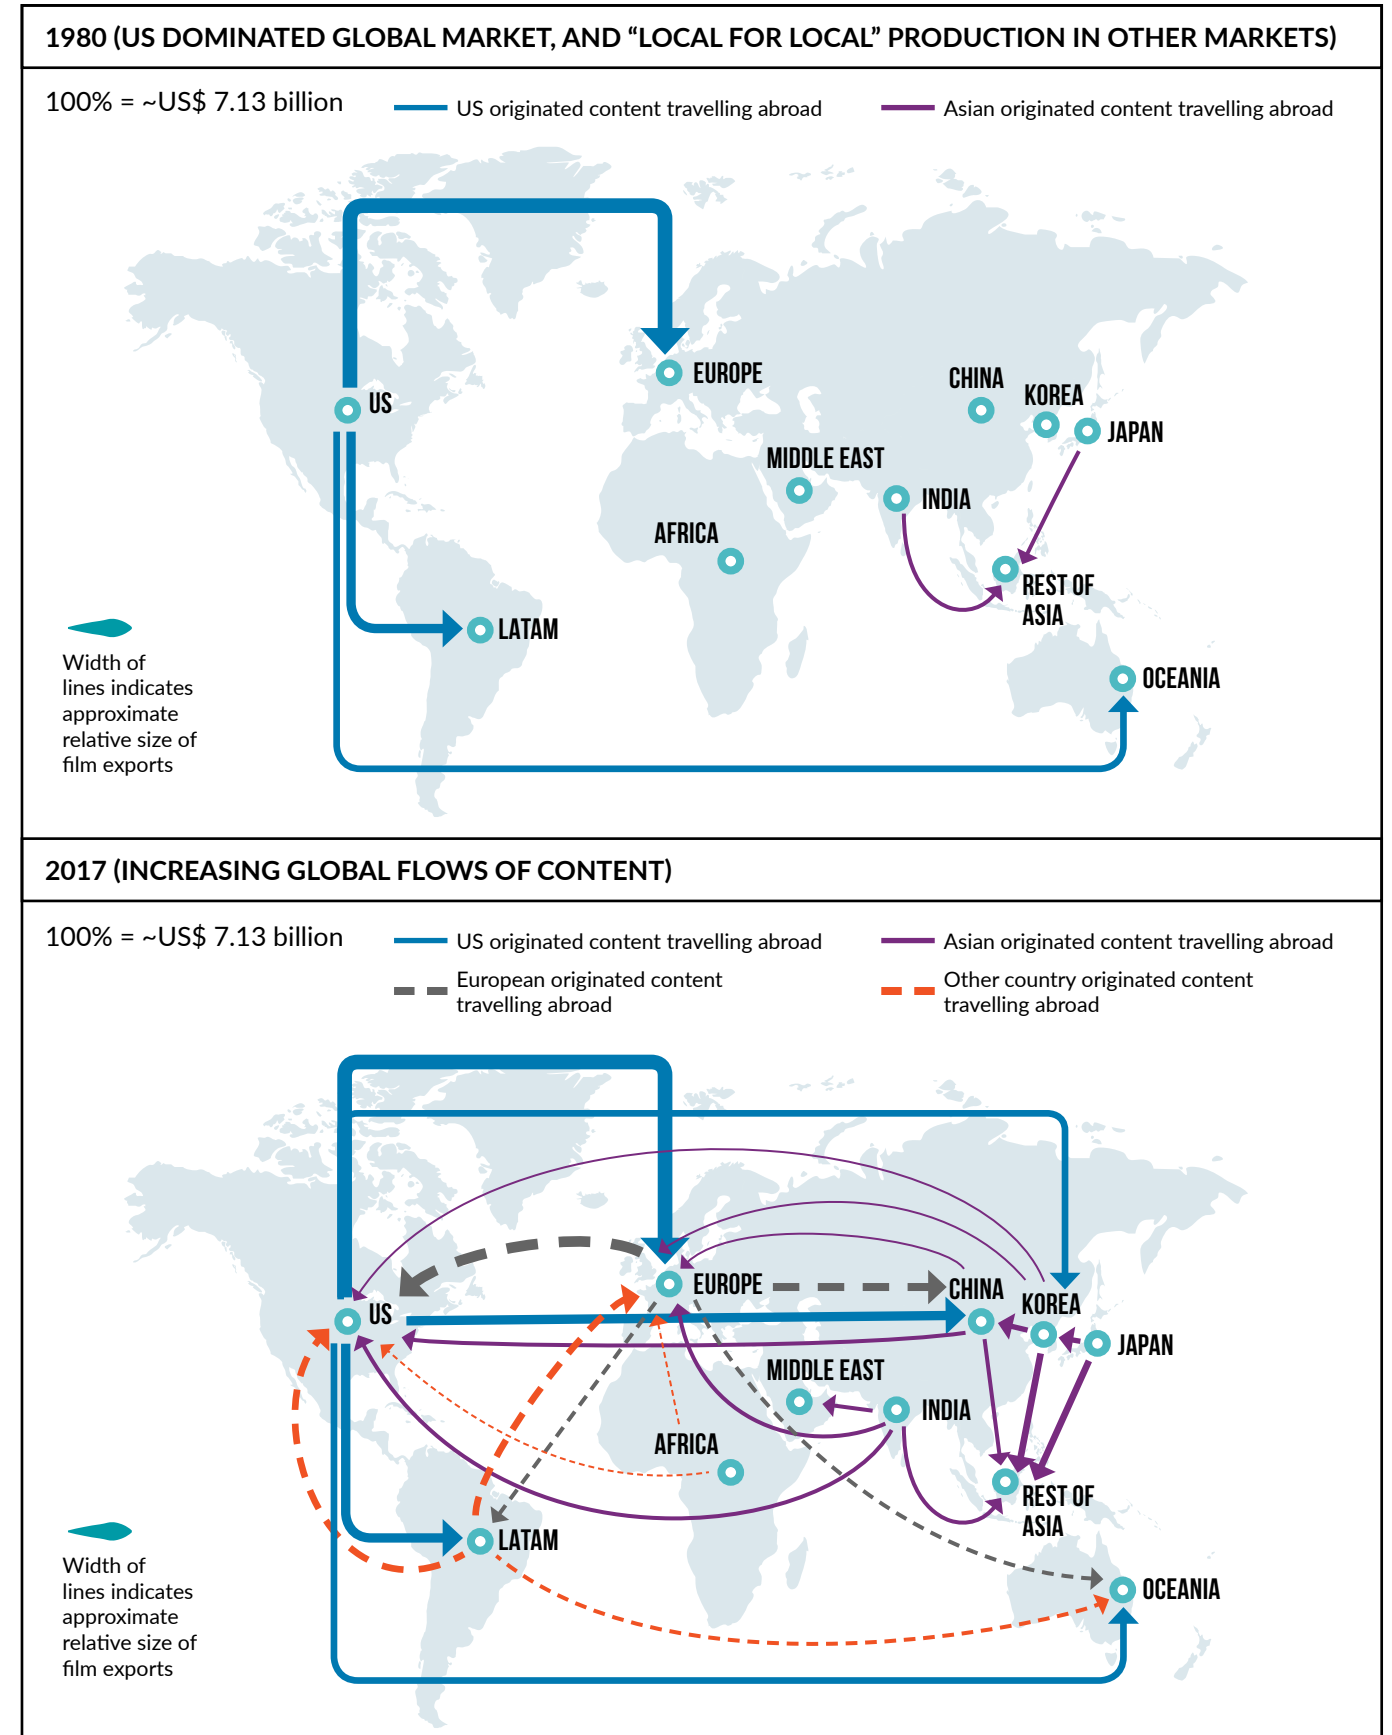 1980 (US DOMINATED GLOBAL MARKET, AND “LOCAL FOR LOCAL” PRODUCTION IN OTHER MARKETS)
100% = ~US$ 7.13 billion
US originated content travelling abroad
Asian originated content travelling abroad
EUROPE
US
CHINA
KOREA
JAPAN
MIDDLE EAST
INDIA
AFRICA
REST OF
ASIA
LATAM
OCEANIA
Width of
lines indicates
approximate
relative size of
film exports
2017 (INCREASING GLOBAL FLOWS OF CONTENT)
100% = ~US$ 7.13 billion
US originated content travelling abroad
Asian originated content travelling abroad
European originated content
travelling abroad
Other country originated content
travelling abroad
EUROPE
CHINA
US
KOREA
JAPAN
MIDDLE EAST
INDIA
AFRICA
REST OF
ASIA
LATAM
OCEANIA
Width of
lines indicates
approximate
relative size of
film exports